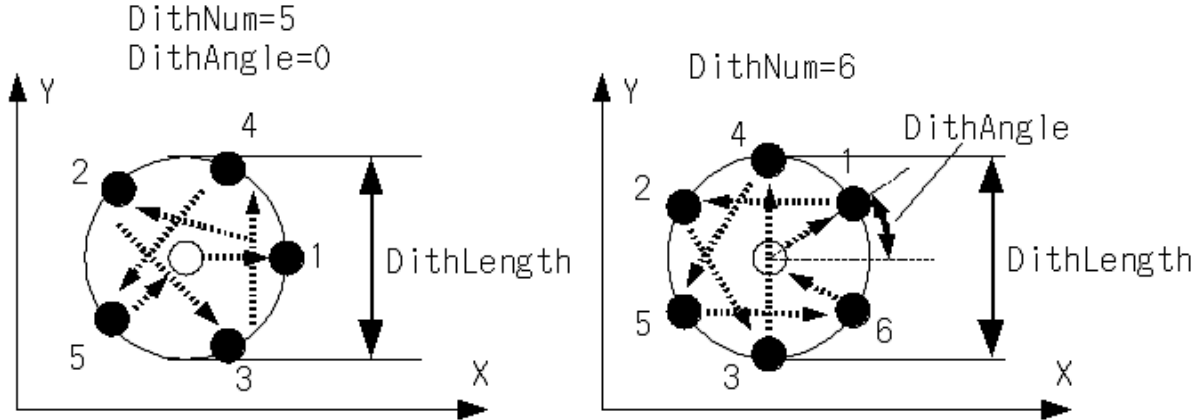 DithNum=5
DithAngle=0
Y
4
2
1
DithLength
5
3
X
DithNum=6
Y
DithAngle
4
1
2
DithLength
5
6
3
X